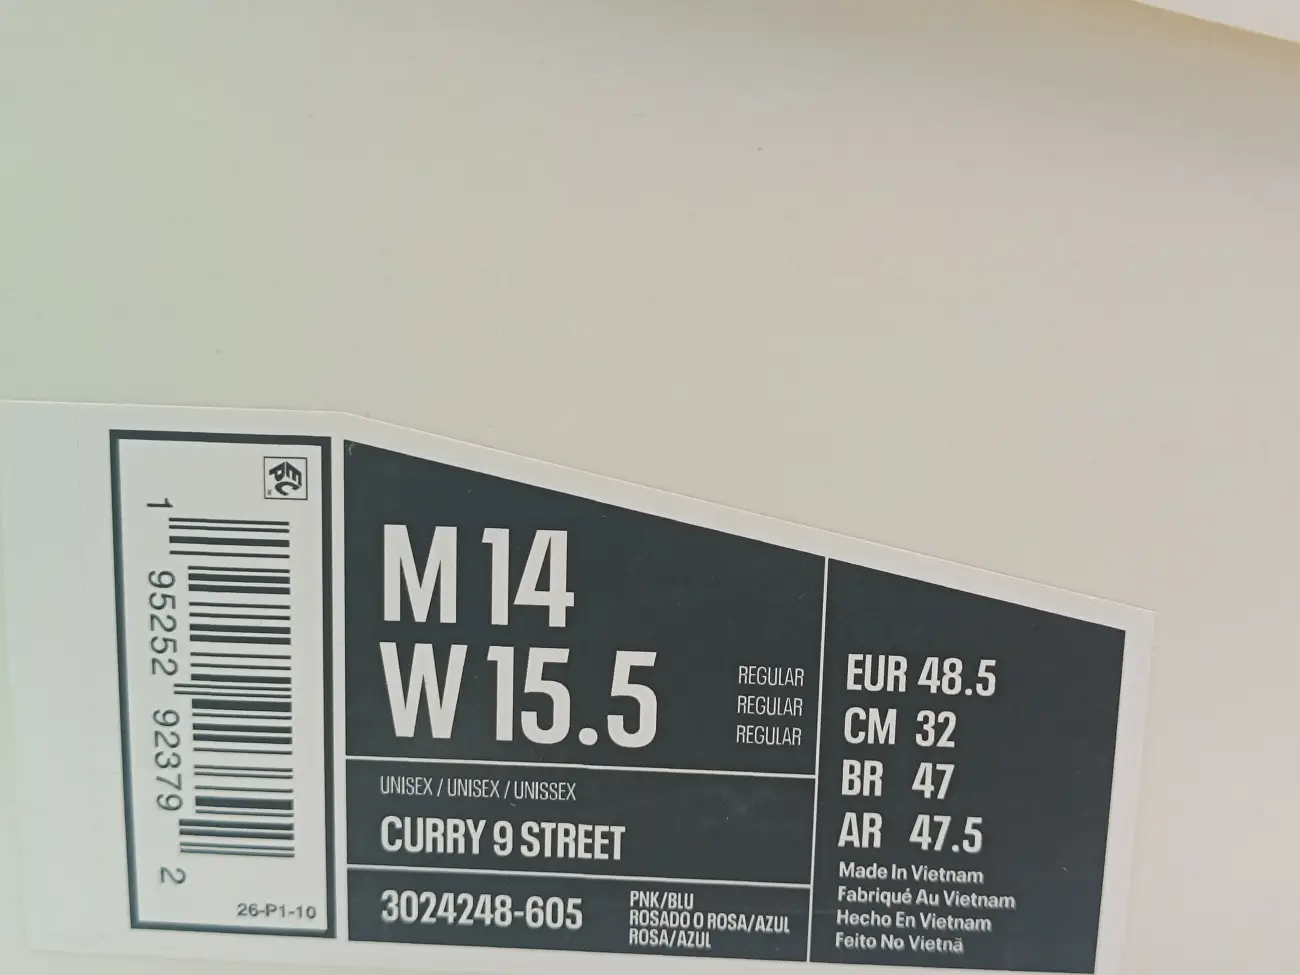 EC
P
1 95252 92379 2
26-P1-10
M 14
W 15.5
REGULAR
REGULAR
REGULAR
UNISEX / UNISEX / UNISSEX
CURRY 9 STREET
3024248-605
PNK/BLU
ROSADO O ROSA/AZUL
ROSA/AZUL
EUR 48.5
CM 32
BR 47
AR 47.5
Made In Vietnam
Fabriqué Au Vietnam
Hecho En Vietnam
Feito No Vietnã